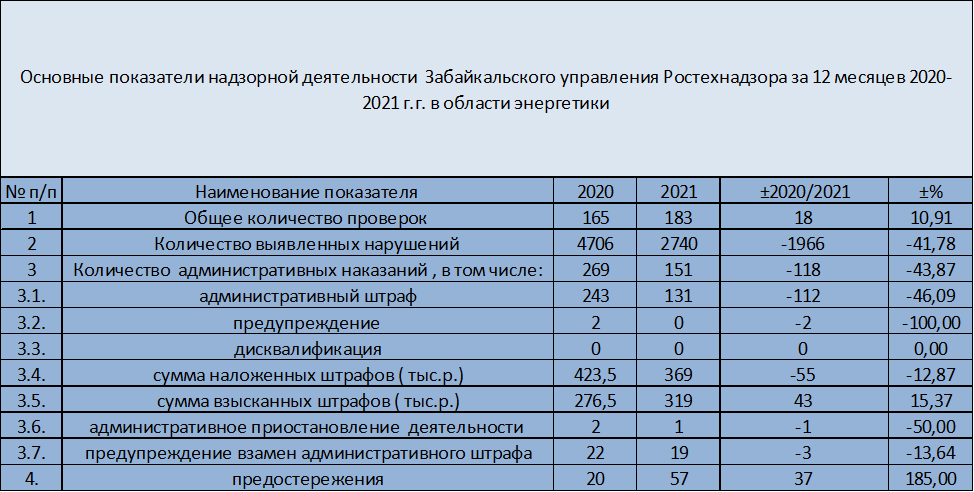 Основные показатели надзорной деятельности Забайкальского управления Ростехнадзора за 12 месяцев 2020-
2021 г.г. в области энергетики
№ п/п Наименование показателя 2020 2021 ±2020/2021 ±%
1 Общее количество проверок 165 183 18 10,91
2 Количество выявленных нарушений 4706 2740 -1966 -41,78
3 Количество административных наказаний , в том числе: 269 151 -118 -43,87
3.1. административный штраф 243 131 -112 -46,09
3.2. предупреждение 2 0 -2 -100,00
3.3. дисквалификация 0 0 0 0,00
3.4. сумма наложенных штрафов ( тыс.р.) 423,5 369 -55 -12,87
3.5. сумма взысканных штрафов ( тыс.р.) 276,5 319 43 15,37
3.6. административное приостановление деятельности 2 1 -1 -50,00
3.7. предупреждение взамен административного штрафа 22 19 -3 -13,64
4. предостережения 20 57 37 185,00